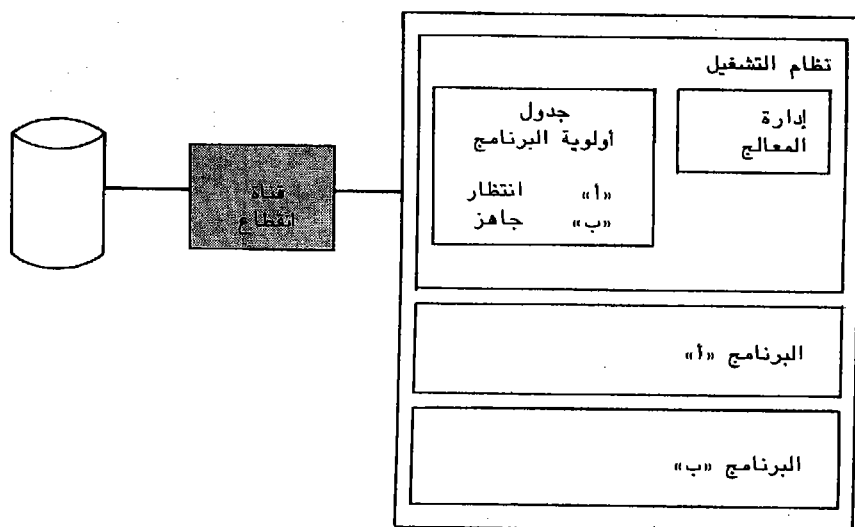 نظام التشغيل
إدارة
المعالج
جدول
أولوية البرنامج
«أ» انتظار
«ب» جاهز
قناة
انقطاع
البرنامج «أ»
البرنامج «ب»